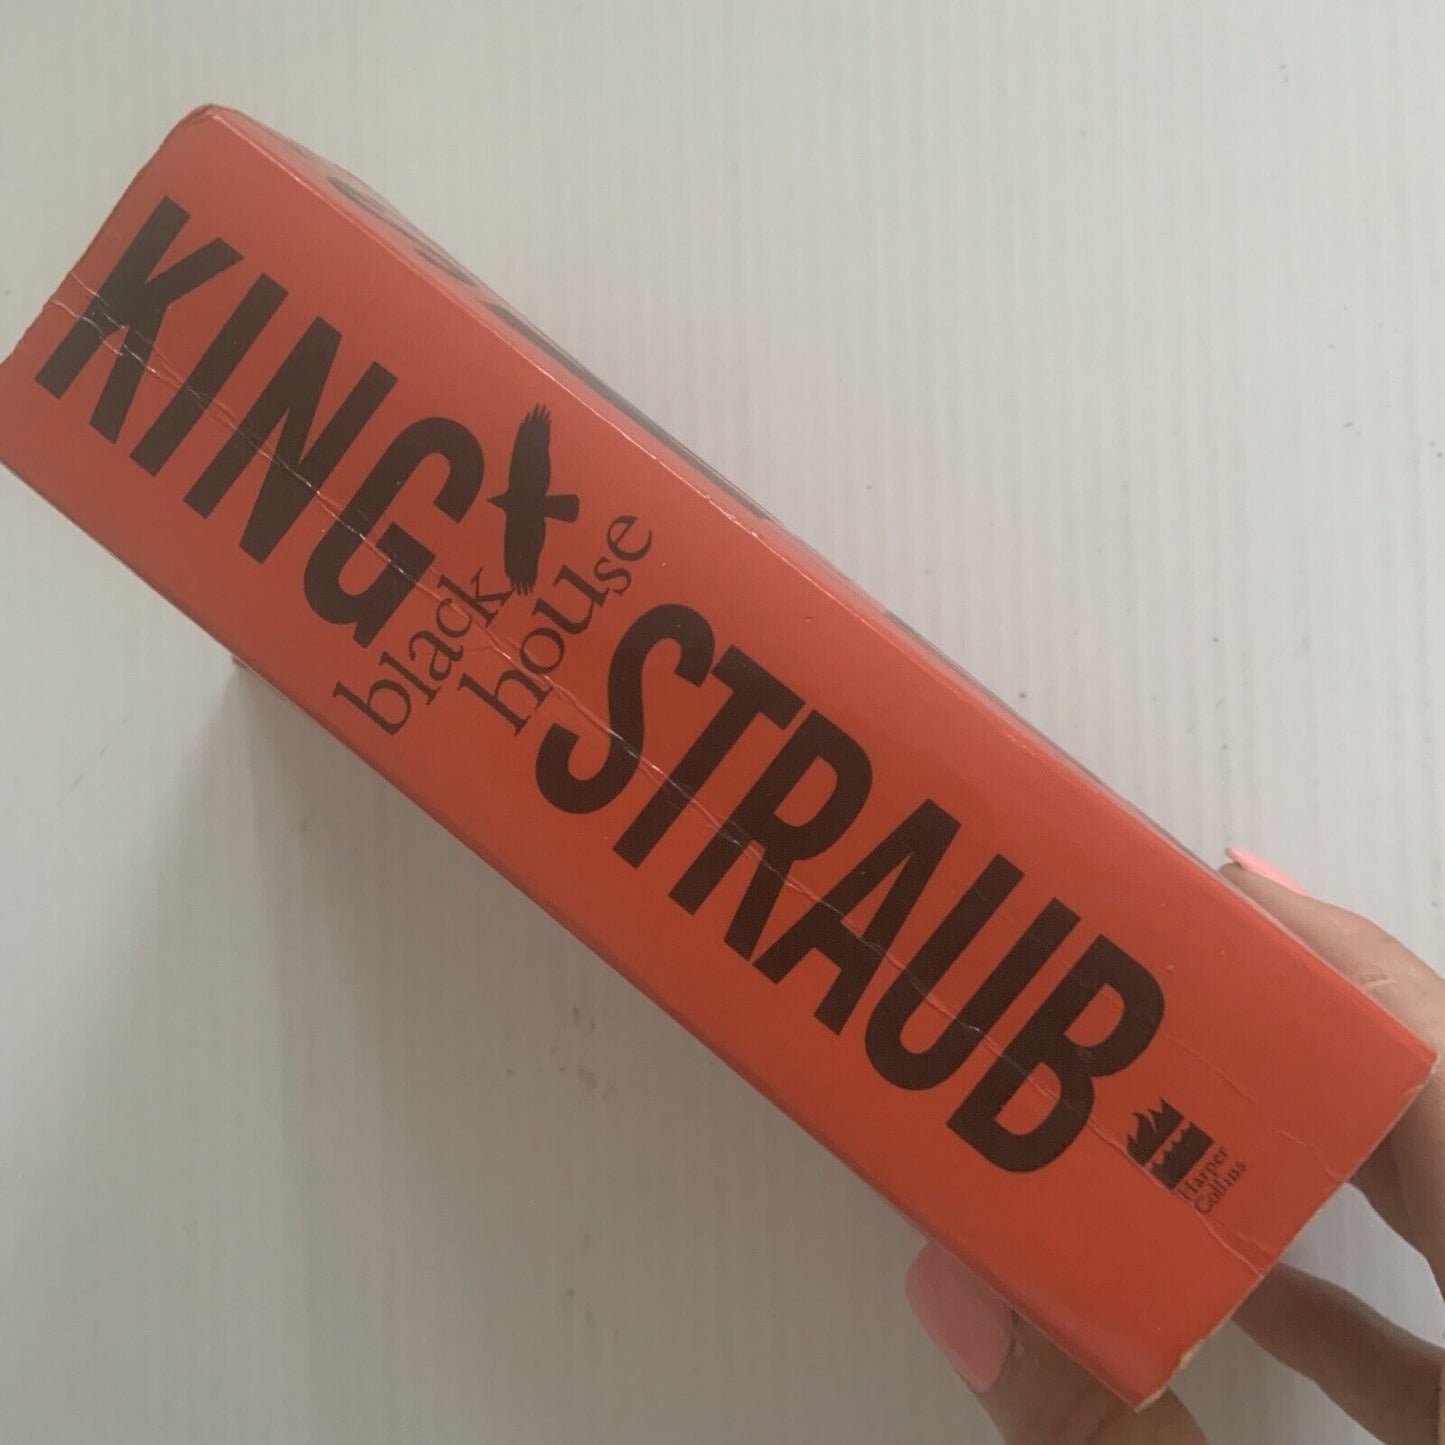 KING
black
house
STRAUB
Harper
Collins